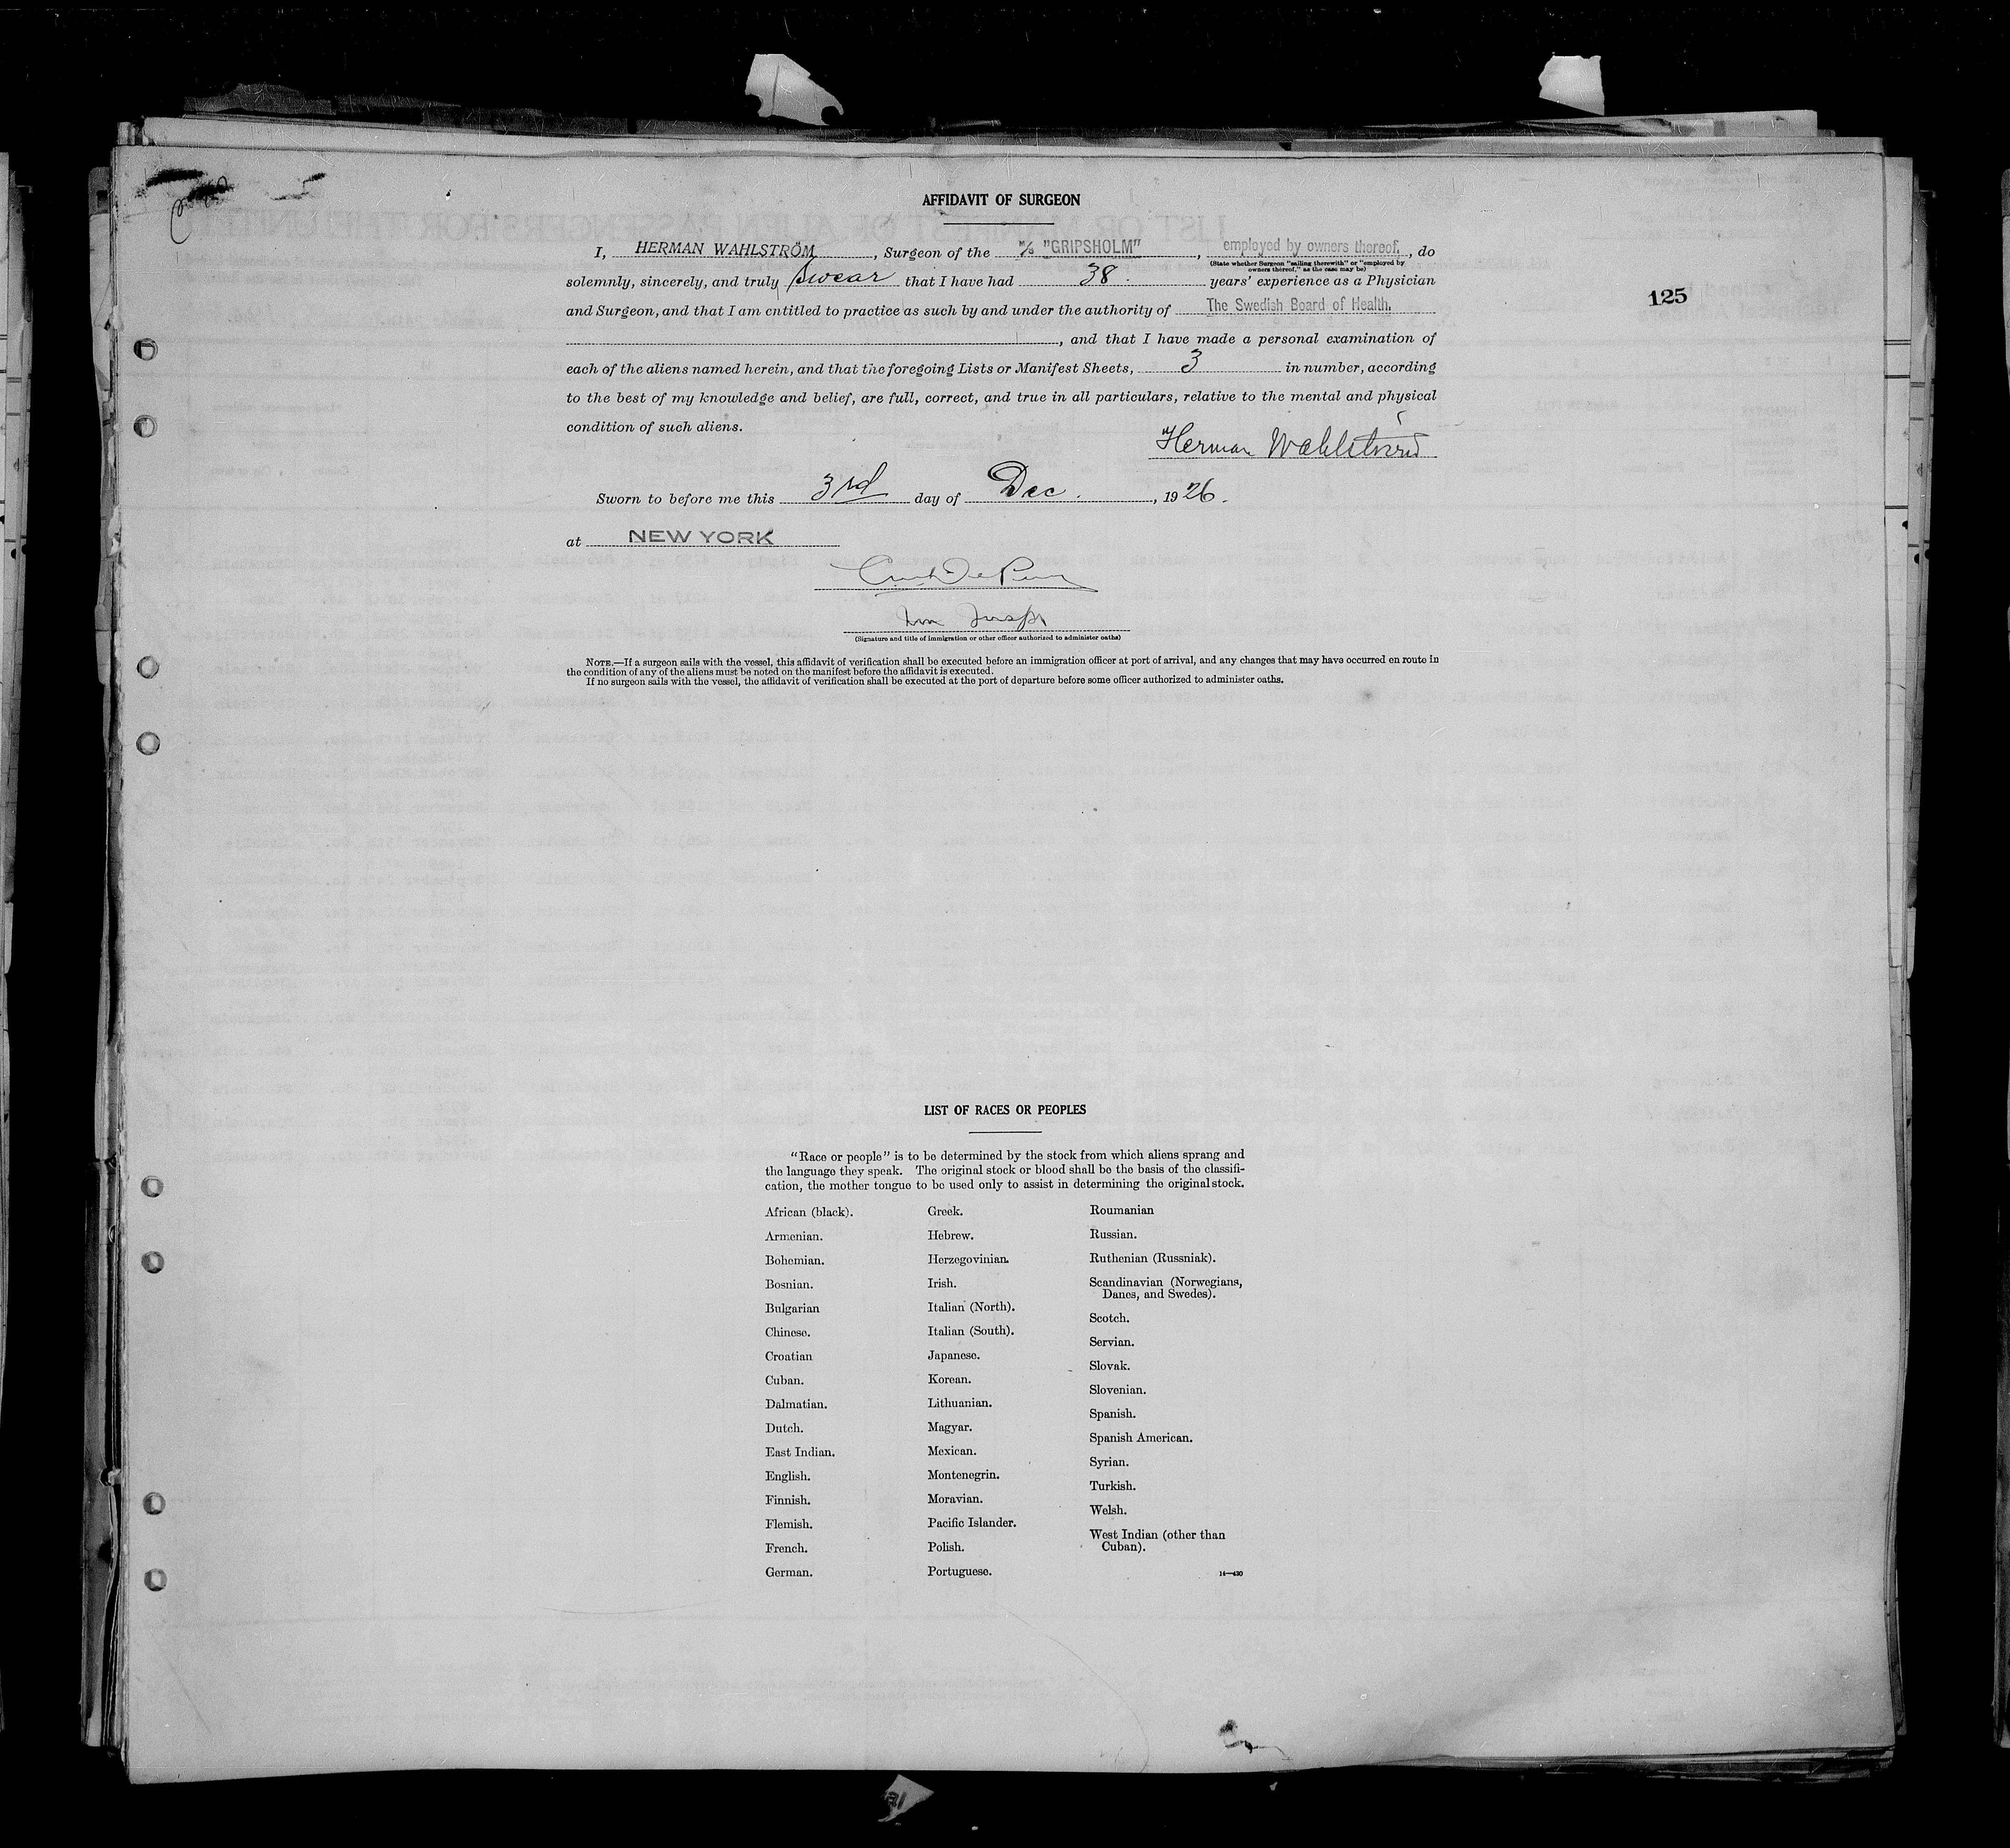 AFFIDAVIT OF SURGEON
I, HERMAN WAHLSTRÖM, Surgeon of the M/S "GRIPSHOLM", employed by owners thereof., do
(State whether Surgeon "sailing therewith" or "employed by
owners thereof," as the case may be)
solemnly, sincerely, and truly swear that I have had 38. years' experience as a Physician
125
and Surgeon, and that I am entitled to practice as such by and under the authority of The Swedish Board of Health.
, and that I have made a personal examination of
each of the aliens named herein, and that the foregoing Lists or Manifest Sheets, 3 in number, according
to the best of my knowledge and belief, are full, correct, and true in all particulars, relative to the mental and physical
condition of such aliens.
Herman Wahlström
Sworn to before me this 3rd day of Dec., 1926.
at NEW YORK
Imm Insp
(Signature and title of immigration or other officer authorized to administer oaths)
NOTE.—If a surgeon sails with the vessel, this affidavit of verification shall be executed before an immigration officer at port of arrival, and any changes that may have occurred en route in
the condition of any of the aliens must be noted on the manifest before the affidavit is executed.
If no surgeon sails with the vessel, the affidavit of verification shall be executed at the port of departure before some officer authorized to administer oaths.
LIST OF RACES OR PEOPLES
"Race or people" is to be determined by the stock from which aliens sprang and
the language they speak. The original stock or blood shall be the basis of the classifi-
cation, the mother tongue to be used only to assist in determining the original stock.
African (black).
Armenian.
Bohemian.
Bosnian.
Bulgarian
Chinese.
Croatian
Cuban.
Dalmatian.
Dutch.
East Indian.
English.
Finnish.
Flemish.
French.
German.
Greek.
Hebrew.
Herzegovinian.
Irish.
Italian (North).
Italian (South).
Japanese.
Korean.
Lithuanian.
Magyar.
Mexican.
Montenegrin.
Moravian.
Pacific Islander.
Polish.
Portuguese.
Roumanian
Russian.
Ruthenian (Russniak).
Scandinavian (Norwegians,
Danes, and Swedes).
Scotch.
Servian.
Slovak.
Slovenian.
Spanish.
Spanish American.
Syrian.
Turkish.
Welsh.
West Indian (other than
Cuban).
14—430